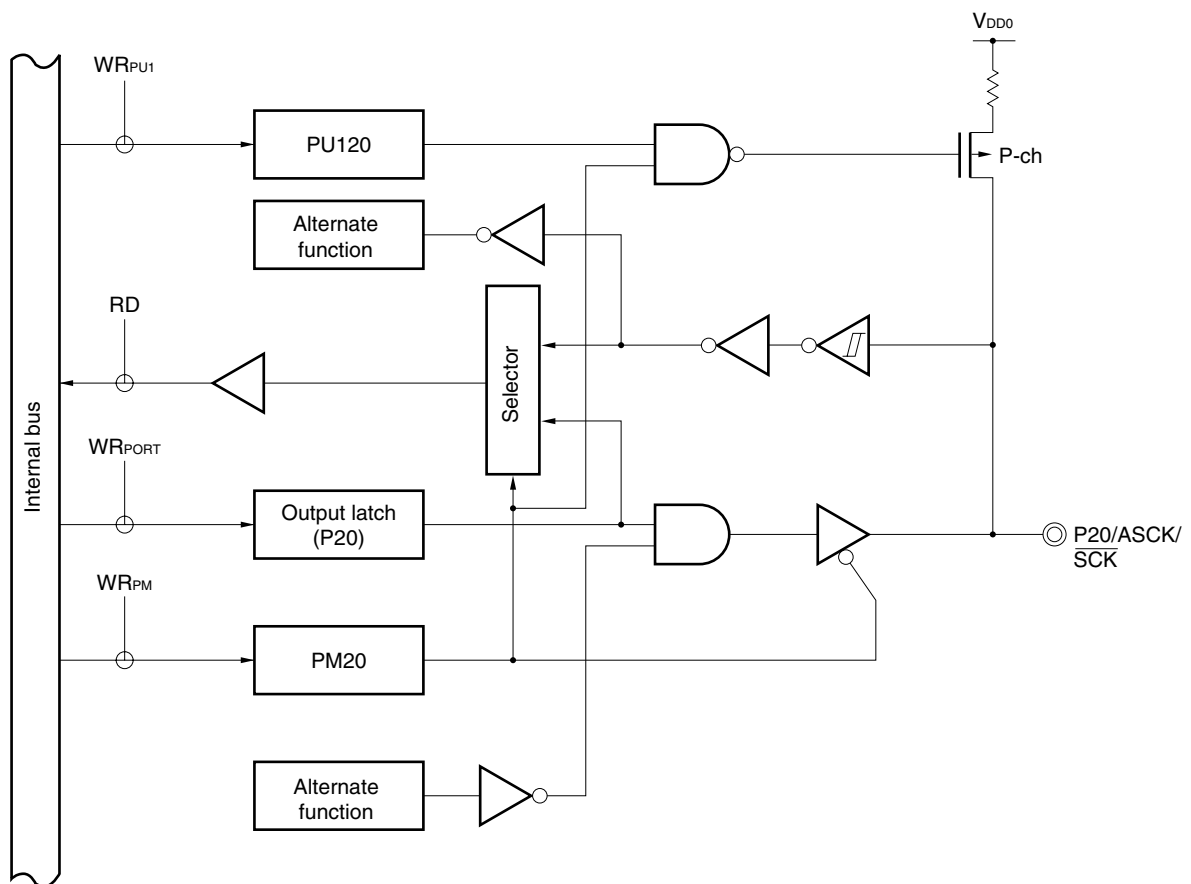 VDD0
WRPU1
PU120
P-ch
Alternate
function
RD
Selector
Internal bus
WRPORT
Output latch
(P20)
P20/ASCK/
SCK
WRPM
PM20
Alternate
function